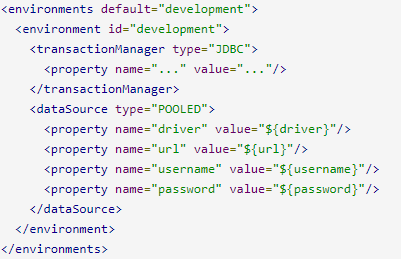 <environments default="development">
  <environment id="development">
    <transactionManager type="JDBC">
      <property name="..." value="..."/>
    </transactionManager>
    <dataSource type="POOLED">
      <property name="driver" value="${driver}"/>
      <property name="url" value="${url}"/>
      <property name="username" value="${username}"/>
      <property name="password" value="${password}"/>
    </dataSource>
  </environment>
</environments>